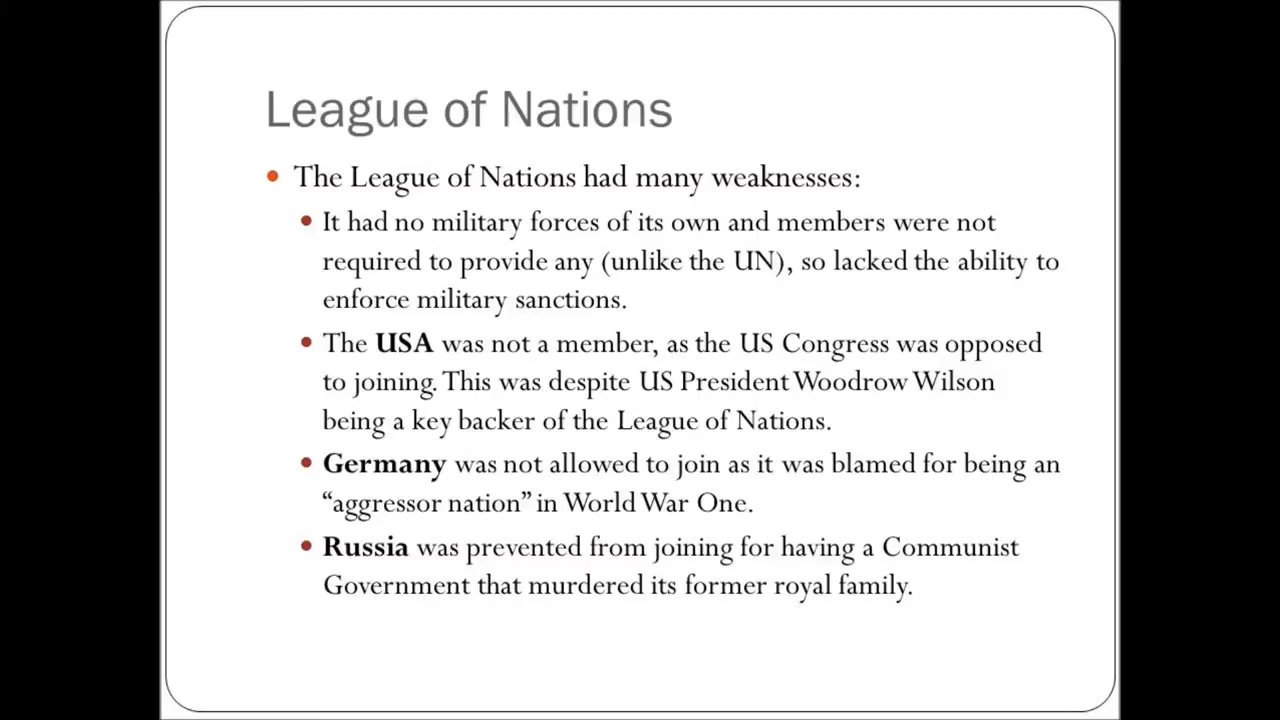 League of Nations
The League of Nations had many weaknesses:
It had no military forces of its own and members were not
required to provide any (unlike the UN), so lacked the ability to
enforce military sanctions.
The USA was not a member, as the US Congress was opposed
to joining. This was despite US President Woodrow Wilson
being a key backer of the League of Nations.
Germany was not allowed to join as it was blamed for being an
“aggressor nation” in World War One.
Russia was prevented from joining for having a Communist
Government that murdered its former royal family.